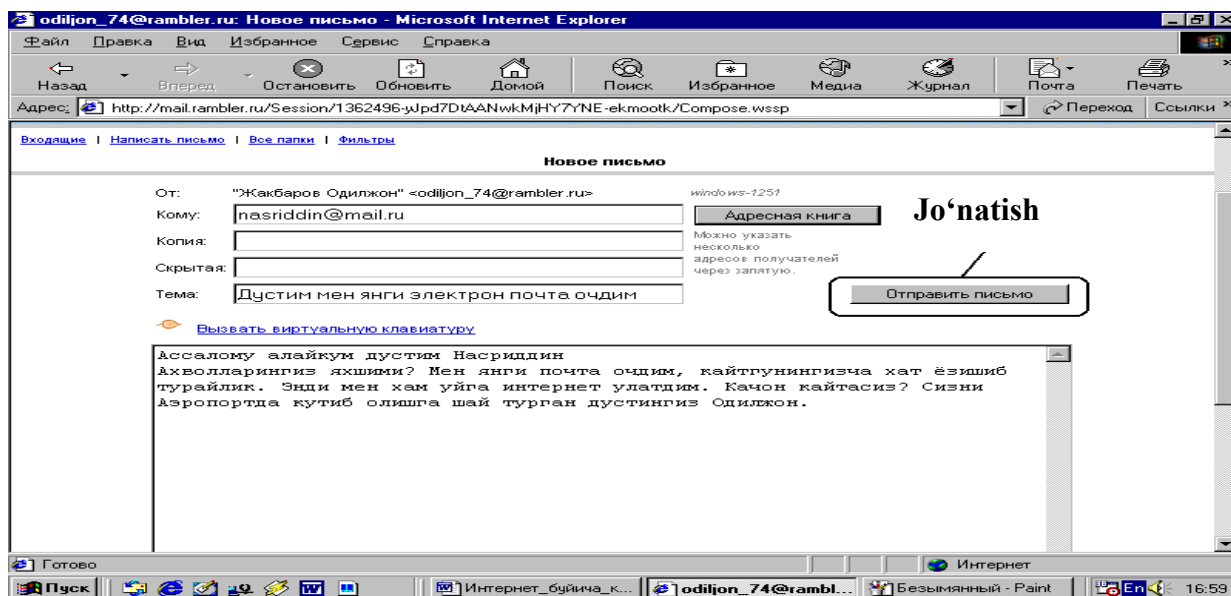 odiljon_74@rambler.ru: Новое письмо - Microsoft Internet Explorer
Файл Правка Вид Избранное Сервис Справка
Назад Вперед Остановить Обновить Домой Поиск Избранное Медиа Журнал Почта Печать
Адрес: http://mail.rambler.ru/Session/1362496-yJpd7DtAANwkMjHY7YNE-ekmootk/Compose.wssp Переход Ссылки
Входящие | Написать письмо | Все папки | Фильтры
Новое письмо
От: "Жакбаров Одилжон" <odiljon_74@rambler.ru> windows-1251
Кому: nasriddin@mail.ru Адресная книга
Jo‘natish
Копия:
Можно указать
несколько
адресов получателей
через запятую.
Скрытая:
Тема: Дустим мен янги электрон почта очдим Отправить письмо
Вызвать виртуальную клавиатуру
Ассалому алайкум дустим Насриддин
Ахволларингиз яхшими? Мен янги почта очдим, кайтгунингизча хат ёзишиб
турайлик. Энди мен хам уйга интернет улатдим. Качон кайтасиз? Сизни
Аэропортда кутиб олишга шай турган дустингиз Одилжон.
Готово Интернет
Пуск Интернет_буйича_к... odiljon_74@rambl... Безымянный - Paint En 16:59